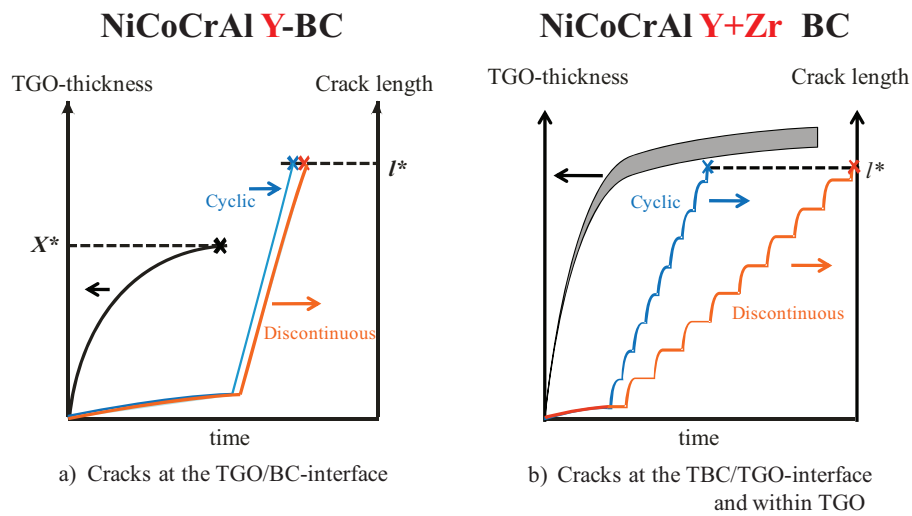 NiCoCrAl Y-BC
TGO-thickness
Crack length
l*
Cyclic
X*
Discontinuous
time
a) Cracks at the TGO/BC-interface
NiCoCrAl Y+Zr BC
TGO-thickness
Crack length
l*
Cyclic
Discontinuous
time
b) Cracks at the TBC/TGO-interface
and within TGO